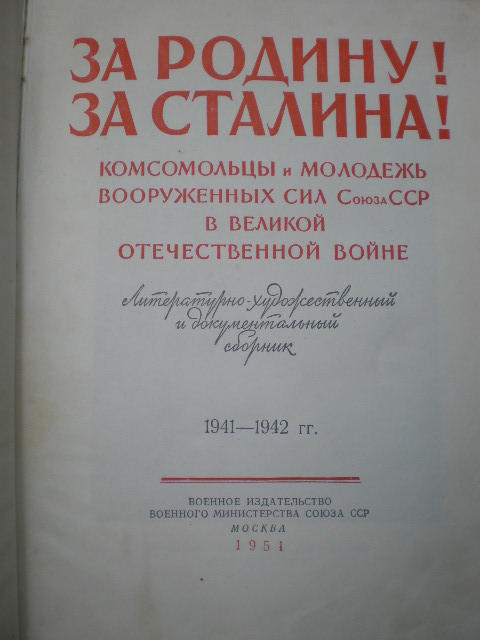 ЗА РОДИНУ!
ЗА СТАЛИНА!
КОМСОМОЛЬЦЫ и МОЛОДЕЖЬ
ВООРУЖЕННЫХ СИЛ СОЮЗА ССР
В ВЕЛИКОЙ
ОТЕЧЕСТВЕННОЙ ВОЙНЕ
Литературно-художественный
и документальный
сборник
1941—1942 гг.
ВОЕННОЕ ИЗДАТЕЛЬСТВО
ВОЕННОГО МИНИСТЕРСТВА СОЮЗА ССР
МОСКВА
1951